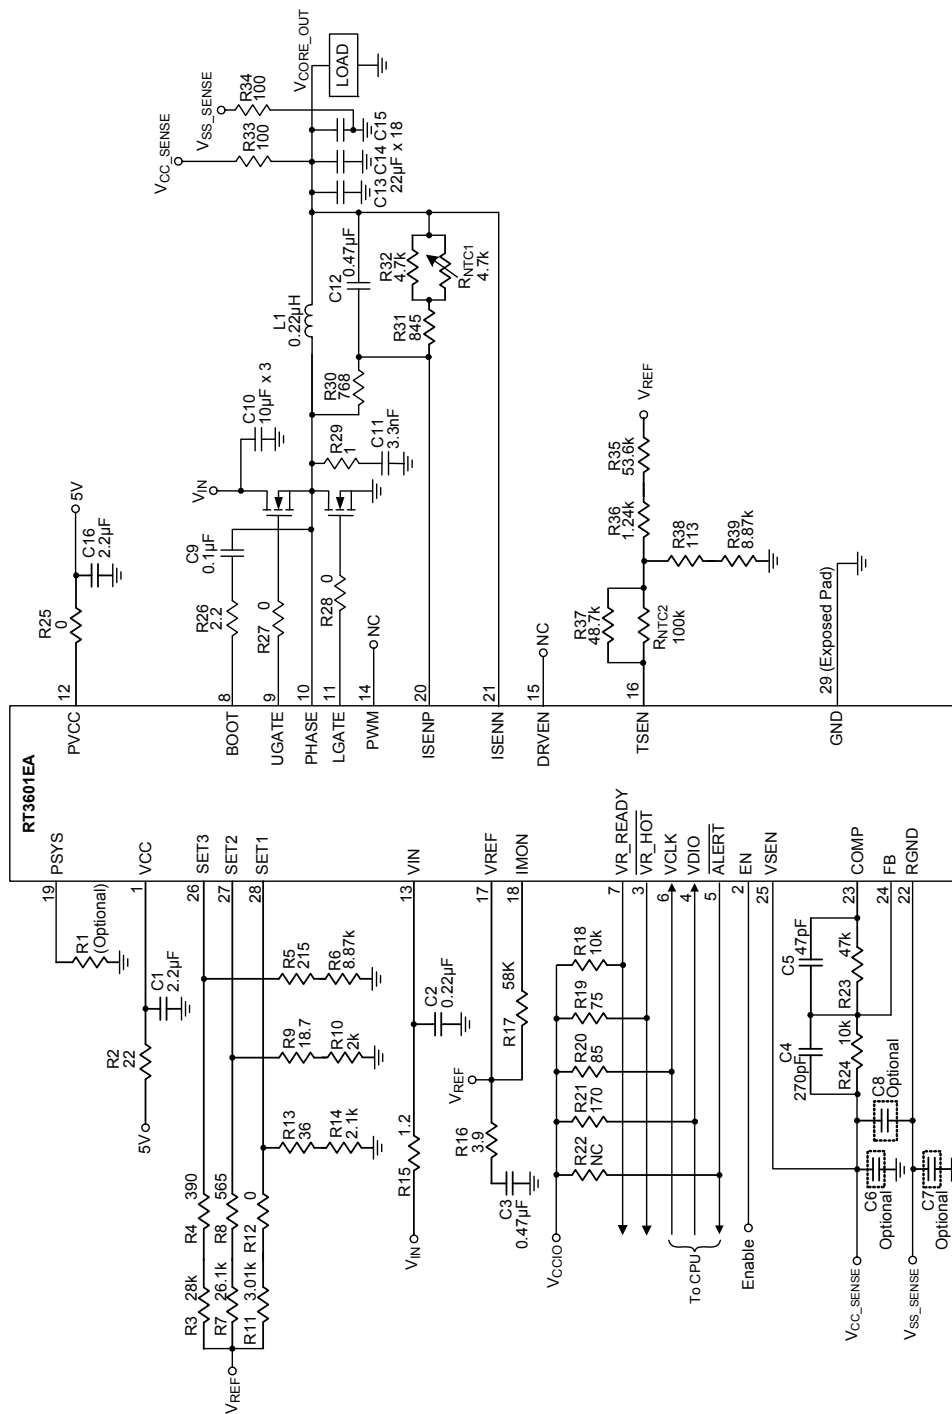 RT3601EA
PSYS
19
R1
(Optional)
VCC
1
C1
2.2µF
R2
22
5V
SET3
26
SET2
27
SET1
28
R5
215
R6
8.87k
R9
18.7
R10
2k
R13
36
R14
2.1k
R4
390
R8
565
R12
0
R3
28k
R7
26.1k
R11
3.01k
VREF
VIN
13
C2
0.22µF
R15
1.2
VIN
VREF
17
IMON
18
R17
58K
VREF
R16
3.9
C3
0.47µF
VR_READY
7
VR_HOT
3
VCLK
6
VDIO
4
ALERT
5
R18
10k
R19
75
R20
85
R21
170
R22
NC
VCCIO
To CPU
EN
2
Enable
VSEN
25
COMP
23
FB
24
RGND
22
C5
47pF
R23
47k
C4
270pF
R24
10k
C8
Optional
C6
Optional
C7
Optional
VCC_SENSE
VSS_SENSE
PVCC
12
R25
0
C16
2.2µF
5V
BOOT
8
R26
2.2
C9
0.1µF
UGATE
9
R27
0
PHASE
10
LGATE
11
R28
0
VIN
C10
10µF x 3
R29
1
C11
3.3nF
L1
0.22µH
R30
768
C12
0.47µF
R31
845
R32
4.7k
RNTC1
4.7k
C13 C14 C15
22µF x 18
VCC_SENSE
R33
100
VSS_SENSE
R34
100
VCORE_OUT
LOAD
PWM
14
NC
ISENP
20
ISENN
21
DRVEN
15
NC
TSEN
16
R37
48.7k
RNTC2
100k
R36
1.24k
R35
53.6k
VREF
R38
113
R39
8.87k
GND
29 (Exposed Pad)